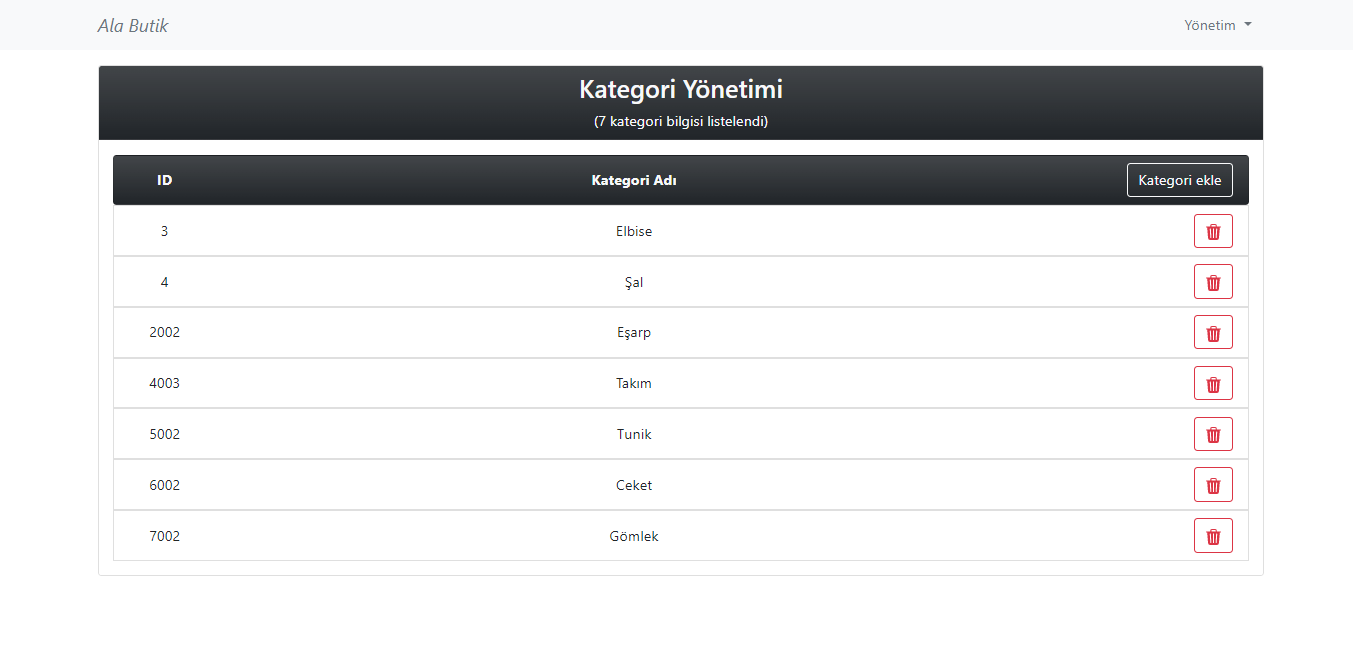 Ala Butik
Yönetim
Kategori Yönetimi
(7 kategori bilgisi listelendi)
ID Kategori Adı Kategori ekle
3 Elbise
4 Şal
2002 Eşarp
4003 Takım
5002 Tunik
6002 Ceket
7002 Gömlek